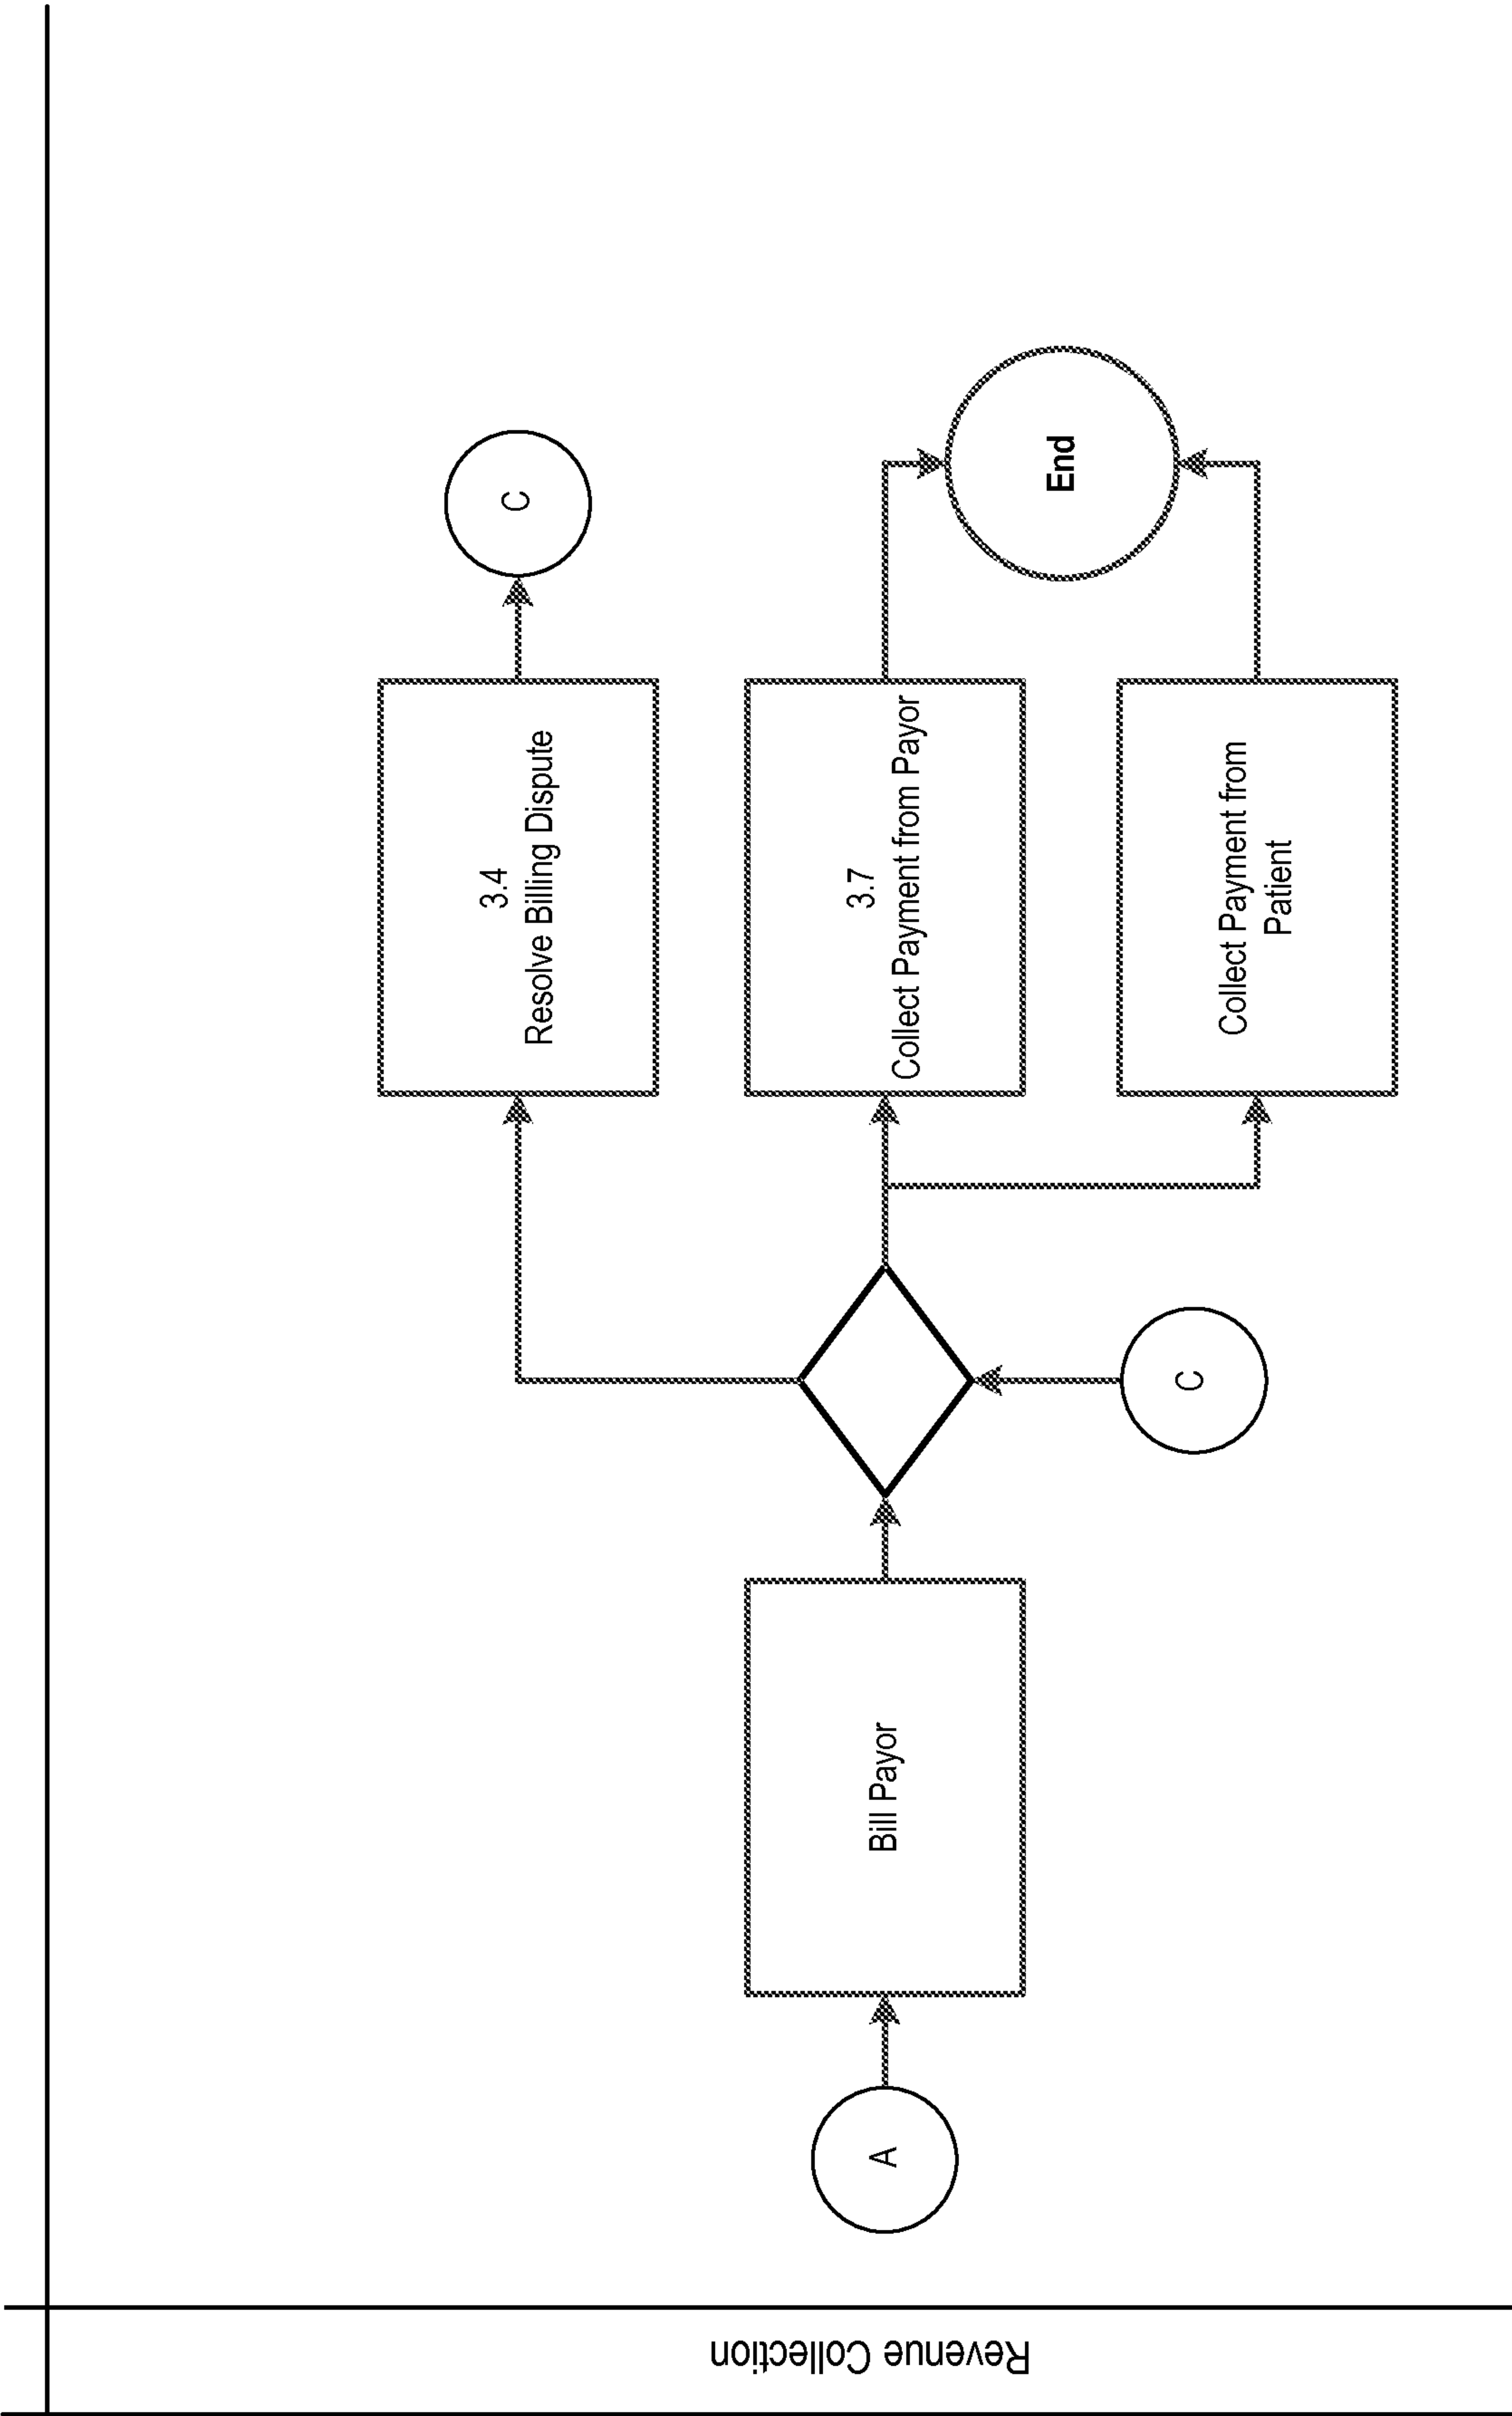 Revenue Collection
A
Bill Payor
C
3.4
Resolve Billing Dispute
C
3.7
Collect Payment from Payor
Collect Payment from
Patient
End